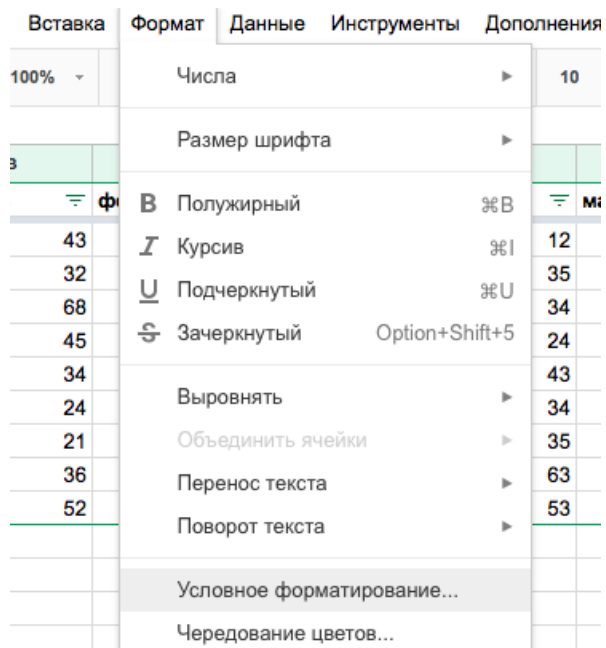 Вставка Формат Данные Инструменты Дополнения
100% Числа 10
Размер шрифта
B
B Полужирный ⌘B
43 I Курсив ⌘I 12
32 U Подчеркнутый ⌘U 35
68 S Зачеркнутый Option+Shift+5 34
45 24
34 Выровнять 43
24 Объединить ячейки 34
21 35
36 Перенос текста 63
52 Поворот текста 53
Условное форматирование...
Чередование цветов...